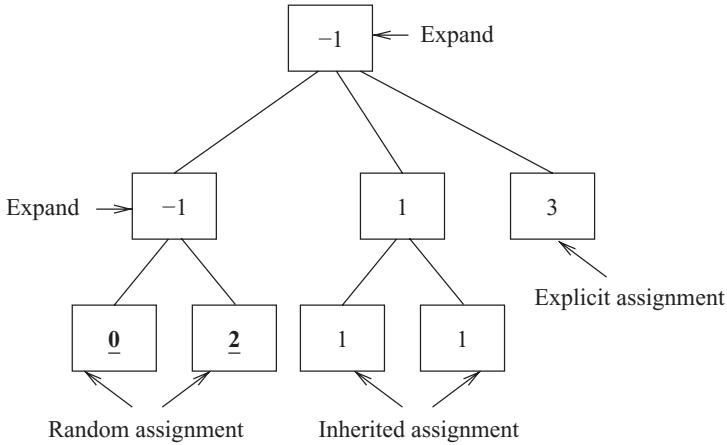 −1
Expand
Expand
−1
1
3
Explicit assignment
0
2
1
1
Random assignment
Inherited assignment